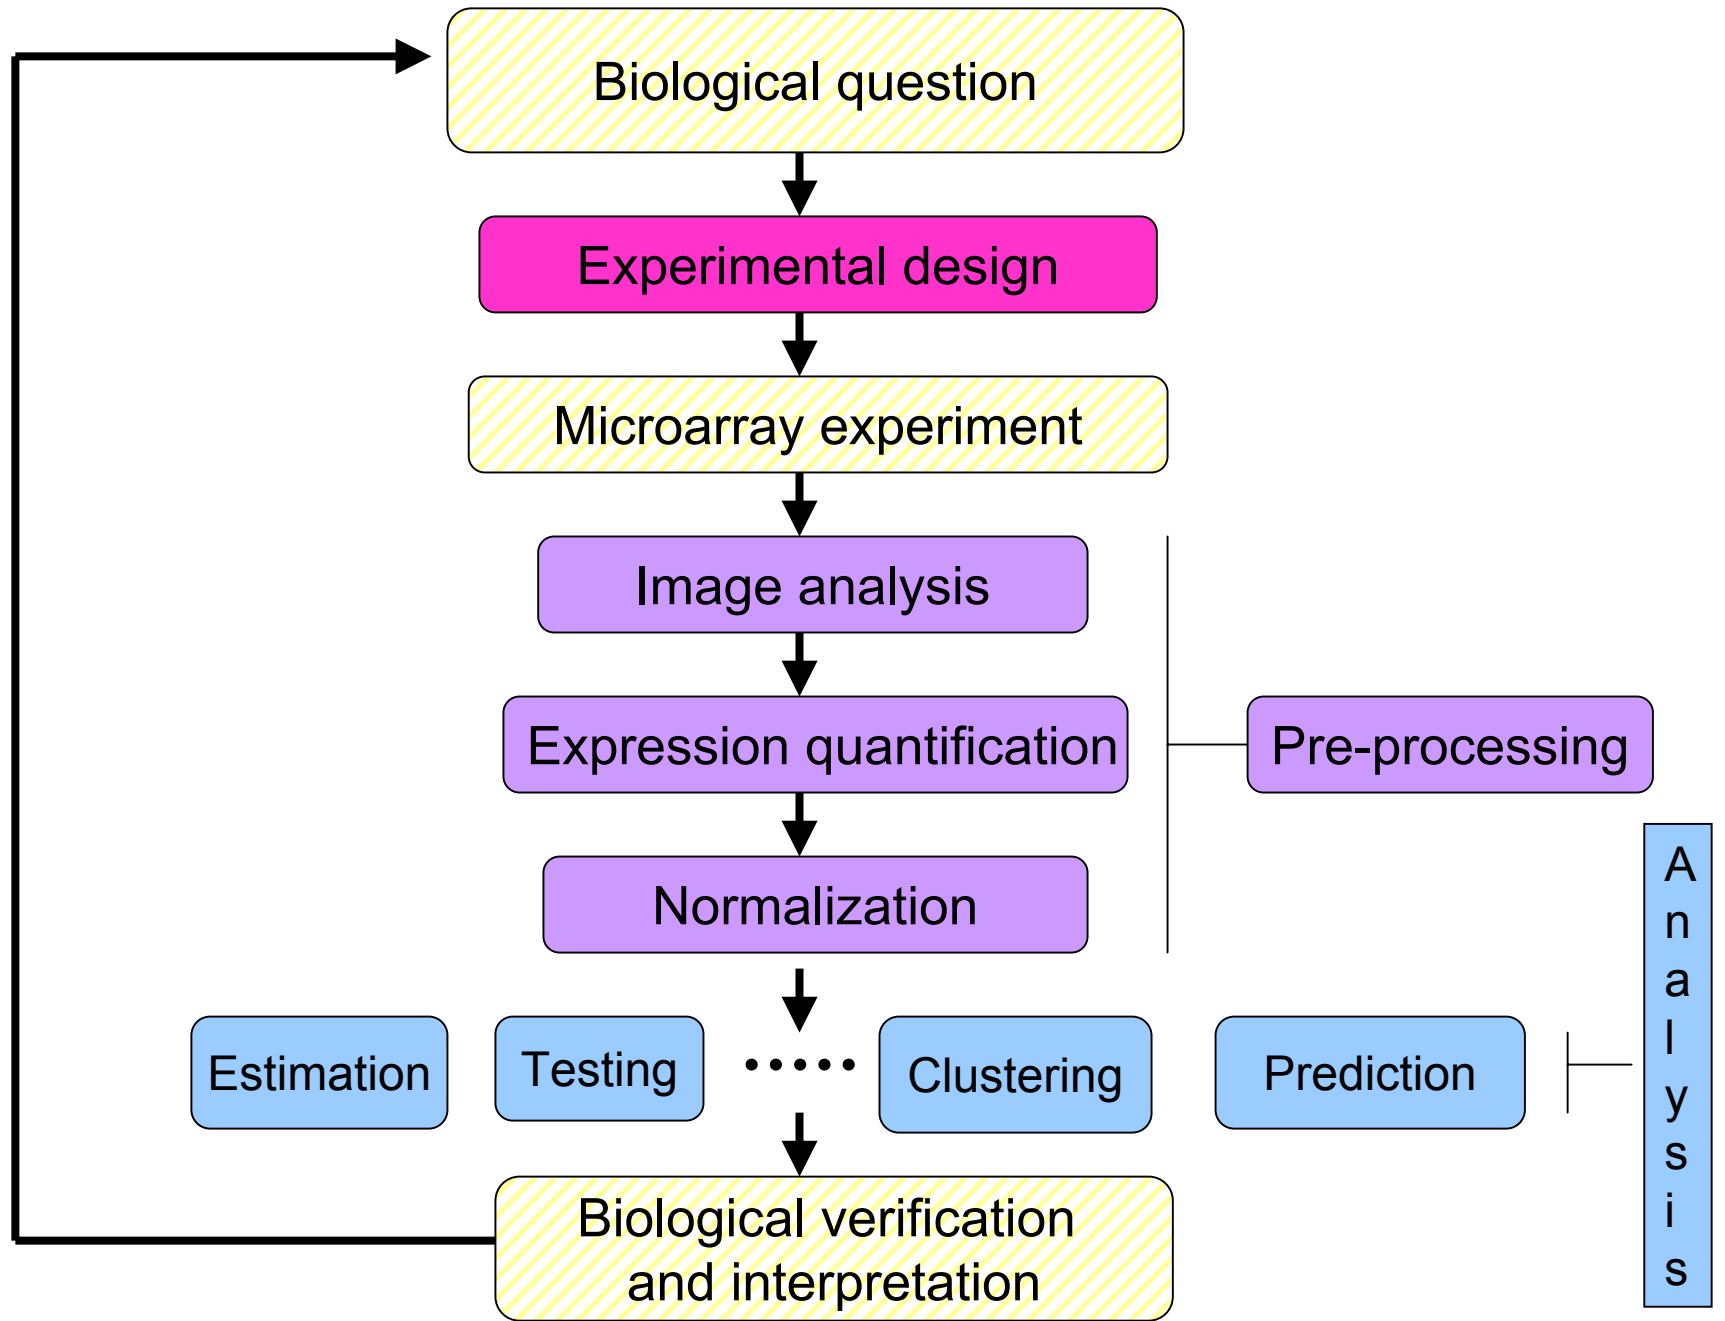 Biological question
Experimental design
Microarray experiment
Image analysis
Expression quantification
Pre-processing
Normalization
Estimation
Testing
.....
Clustering
Prediction
Analysis
Biological verification
and interpretation